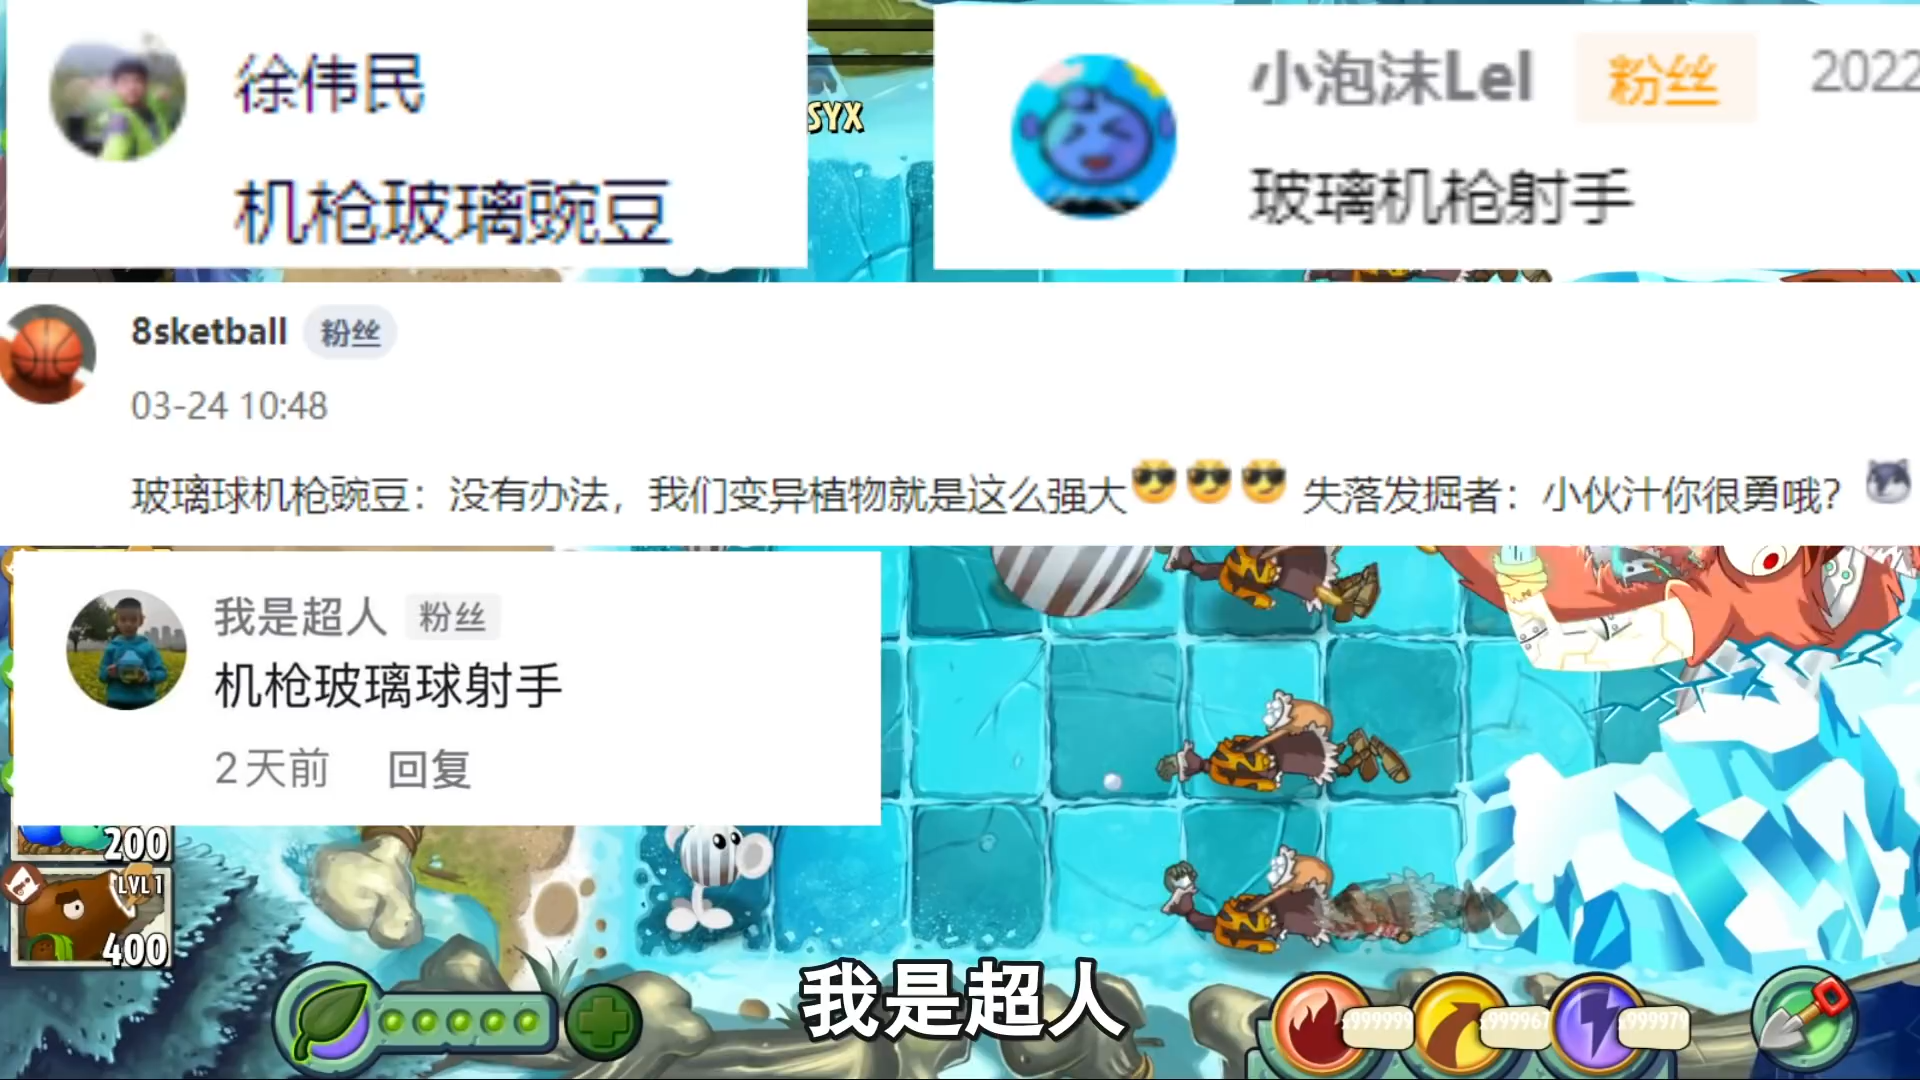 徐伟民
机枪玻璃豌豆
SYX
小泡沫Lel 粉丝 2022
玻璃机枪射手
8sketball 粉丝
03-24 10:48
玻璃球机枪豌豆：没有办法，我们变异植物就是这么强大😎😎😎 失落发掘者：小伙汁你很勇哦？
我是超人 粉丝
机枪玻璃球射手
2天前 回复
200
LVL1
400
我是超人